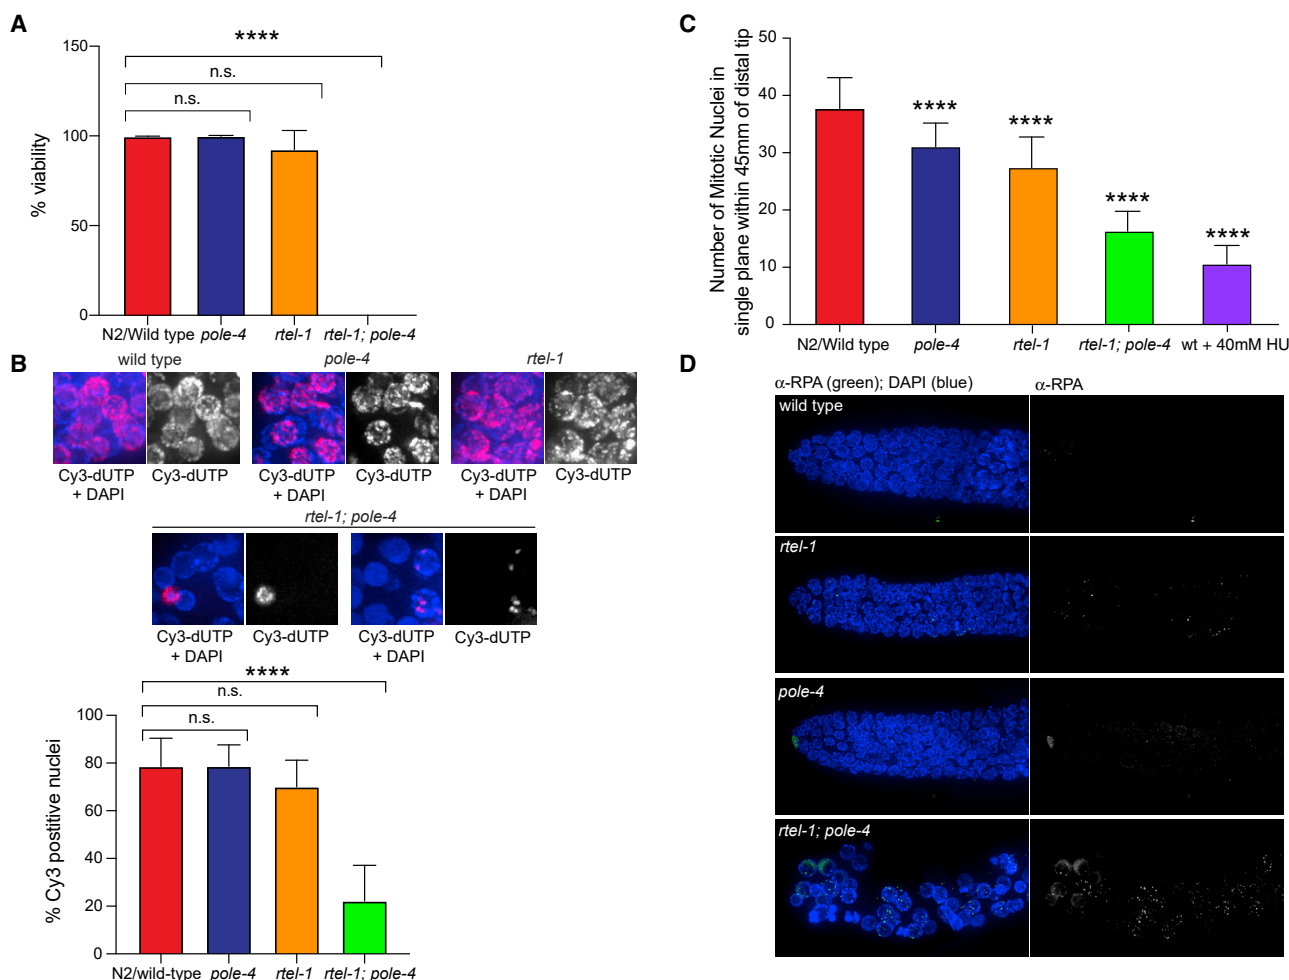 A
****
n.s.
n.s.
150
100
50
0
% viability
N2/Wild type pole-4 rtel-1 rtel-1; pole-4
B
wild type pole-4 rtel-1
Cy3-dUTP + DAPI
Cy3-dUTP
Cy3-dUTP + DAPI
Cy3-dUTP
Cy3-dUTP + DAPI
Cy3-dUTP
rtel-1; pole-4
Cy3-dUTP + DAPI
Cy3-dUTP
Cy3-dUTP + DAPI
Cy3-dUTP
****
n.s.
n.s.
100
80
60
40
20
0
% Cy3 postitive nuclei
N2/wild-type pole-4 rtel-1 rtel-1; pole-4
C
Number of Mitotic Nuclei in
single plane within 45mm of distal tip
50
40
30
20
10
0
****
****
****
****
N2/Wild type pole-4 rtel-1 rtel-1; pole-4 wt + 40mM HU
D
α-RPA (green); DAPI (blue) α-RPA
wild type
rtel-1
pole-4
rtel-1; pole-4